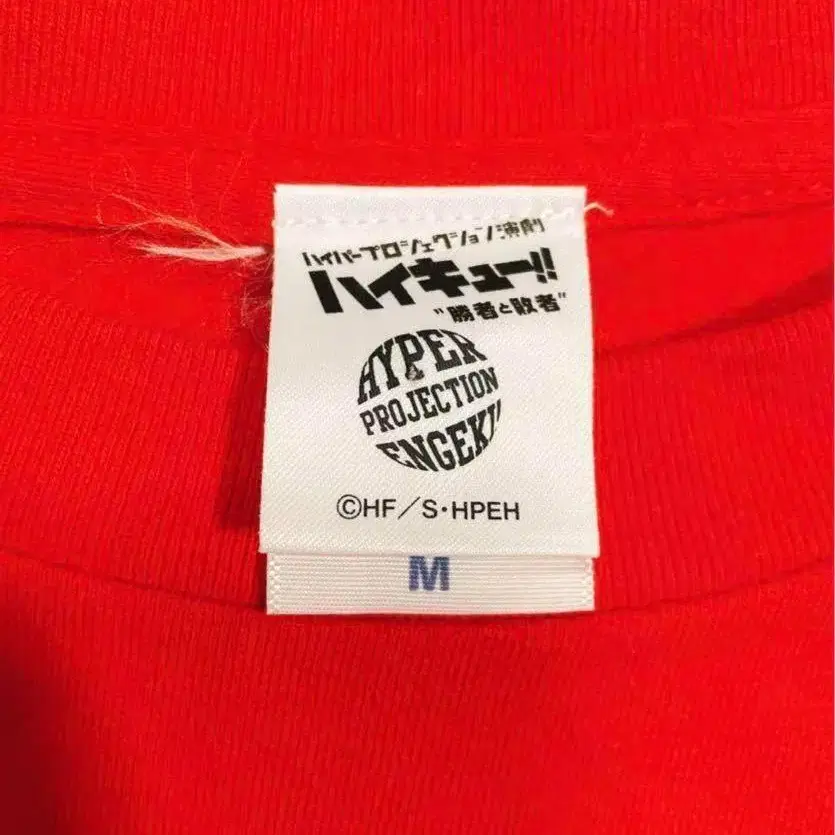 ハイパープロジェクション演劇
ハイキュー!!
"勝者と敗者"
HYPER
PROJECTION
ENGEKI!
©HF/S・HPEH
M